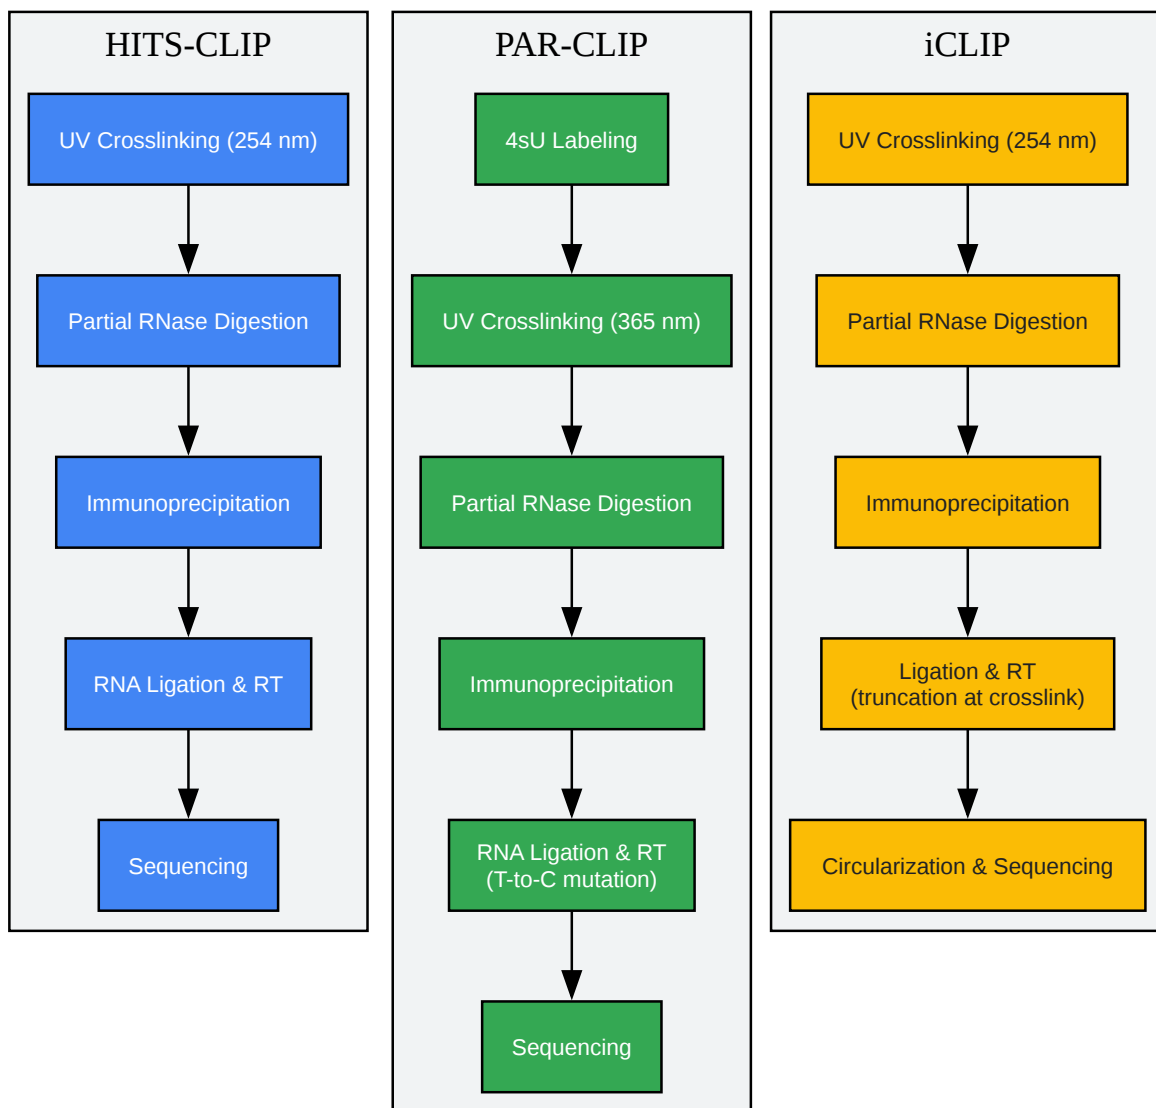 HITS-CLIP
UV Crosslinking (254 nm)
Partial RNase Digestion
Immunoprecipitation
RNA Ligation & RT
Sequencing
PAR-CLIP
4sU Labeling
UV Crosslinking (365 nm)
Partial RNase Digestion
Immunoprecipitation
RNA Ligation & RT
(T-to-C mutation)
Sequencing
iCLIP
UV Crosslinking (254 nm)
Partial RNase Digestion
Immunoprecipitation
Ligation & RT
(truncation at crosslink)
Circularization & Sequencing